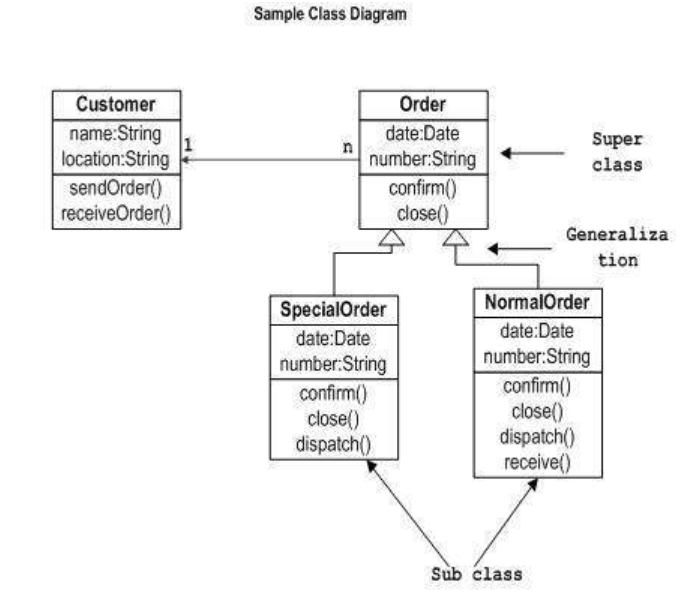 Sample Class Diagram
Customer
name:String
location:String
sendOrder()
receiveOrder()
1
n
Order
date:Date
number:String
confirm()
close()
Super
class
Generaliza
tion
SpecialOrder
date:Date
number:String
confirm()
close()
dispatch()
NormalOrder
date:Date
number:String
confirm()
close()
dispatch()
receive()
Sub class